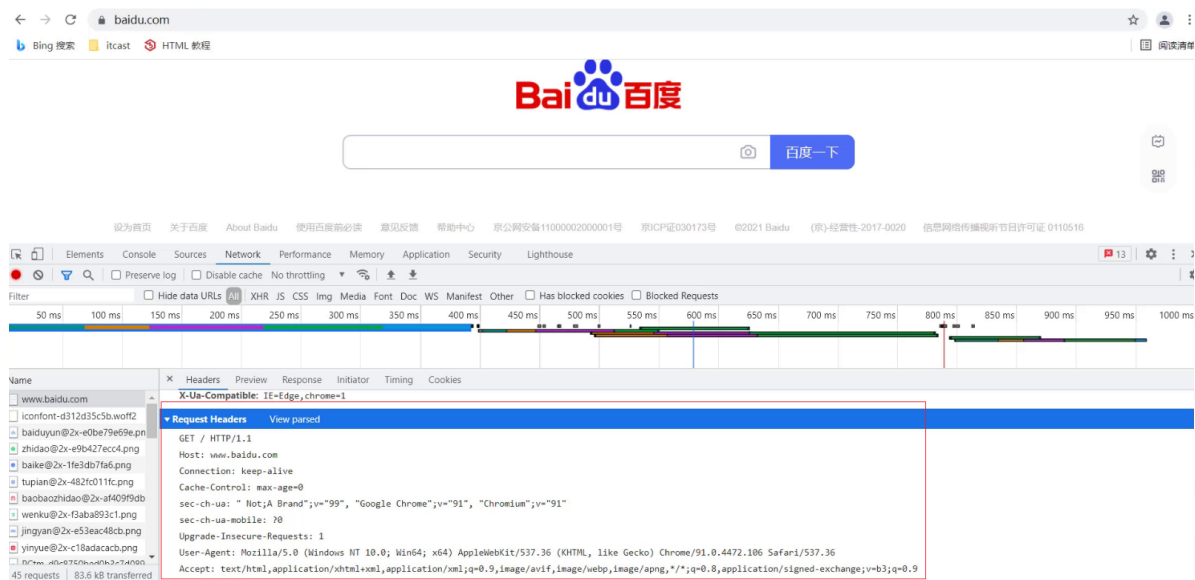 baidu.com
Bing 搜索 itcast HTML 教程 阅读清单
Bai du 百度
百度一下
设为首页 关于百度 About Baidu 使用百度前必读 意见反馈 帮助中心 京公网安备11000002000001号 京ICP证030173号 ©2021 Baidu (京)-经营性-2017-0020 信息网络传播视听节目许可证 0110516
Elements Console Sources Network Performance Memory Application Security Lighthouse 13
Preserve log Disable cache No throttling
Filter Hide data URLs All XHR JS CSS Img Media Font Doc WS Manifest Other Has blocked cookies Blocked Requests
50 ms 100 ms 150 ms 200 ms 250 ms 300 ms 350 ms 400 ms 450 ms 500 ms 550 ms 600 ms 650 ms 700 ms 750 ms 800 ms 850 ms 900 ms 950 ms 1000 ms
Name × Headers Preview Response Initiator Timing Cookies
X-Ua-Compatible: IE=Edge,chrome=1
www.baidu.com
Request Headers View parsed
iconfont-d312d35c5b.woff2
baiduyun@2x-e0be79e69e.pn
GET / HTTP/1.1
zhidao@2x-e9b427ecc4.png
Host: www.baidu.com
baike@2x-1fe3db7fa6.png
Connection: keep-alive
tupian@2x-482fc011fc.png
Cache-Control: max-age=0
baobaozhidao@2x-af409f9db
sec-ch-ua: " Not;A Brand";v="99", "Google Chrome";v="91", "Chromium";v="91"
wenku@2x-f3aba893c1.png
sec-ch-ua-mobile: ?0
jingyan@2x-e53eac48cb.png
Upgrade-Insecure-Requests: 1
yinyue@2x-c18adacacb.png
User-Agent: Mozilla/5.0 (Windows NT 10.0; Win64; x64) AppleWebKit/537.36 (KHTML, like Gecko) Chrome/91.0.4472.106 Safari/537.36
Accept: text/html,application/xhtml+xml,application/xml;q=0.9,image/avif,image/webp,image/apng,*/*;q=0.8,application/signed-exchange;v=b3;q=0.9
45 requests 83.6 kB transferred